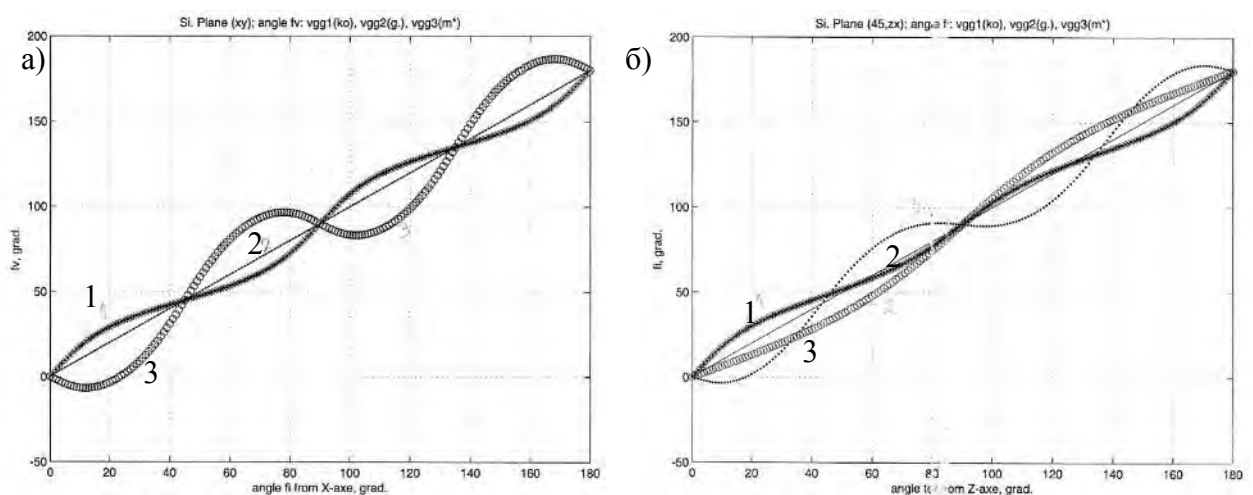 Si. Plane (xy); angle fv: vgg1(ko), vgg2(g.), vgg3(m*)
а)
200
150
100
50
0
-50
fv, grad.
1
2
3
0 20 40 60 80 100 120 140 160 180
angle fi from X-axe, grad.
Si. Plane (45,zx); angle f: vgg1(ko), vgg2(g.), vgg3(m*)
б)
200
150
100
50
0
-50
fi, grad.
1
2
3
0 20 40 60 80 100 120 140 160 180
angle from Z-axe, grad.